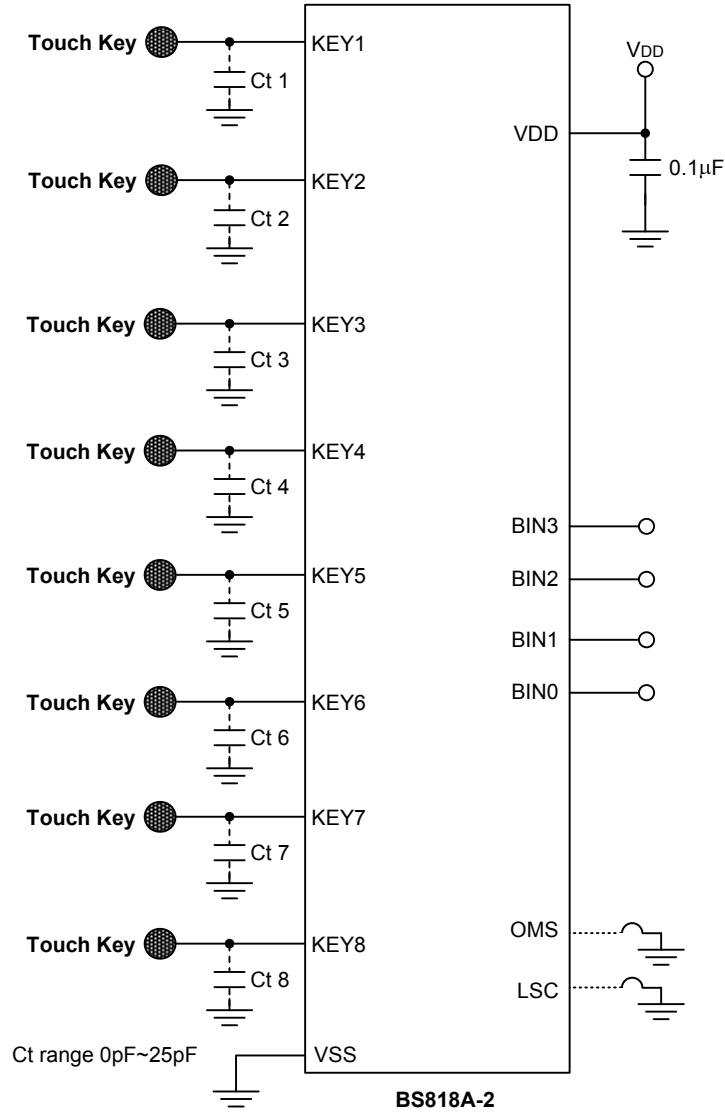 Touch Key KEY1
Ct 1
VDD
VDD
0.1μF
Touch Key KEY2
Ct 2
Touch Key KEY3
Ct 3
Touch Key KEY4
Ct 4
BIN3
Touch Key KEY5
BIN2
Ct 5
BIN1
Touch Key KEY6
BIN0
Ct 6
Touch Key KEY7
Ct 7
Touch Key KEY8
OMS
Ct 8
LSC
Ct range 0pF~25pF
VSS
BS818A-2